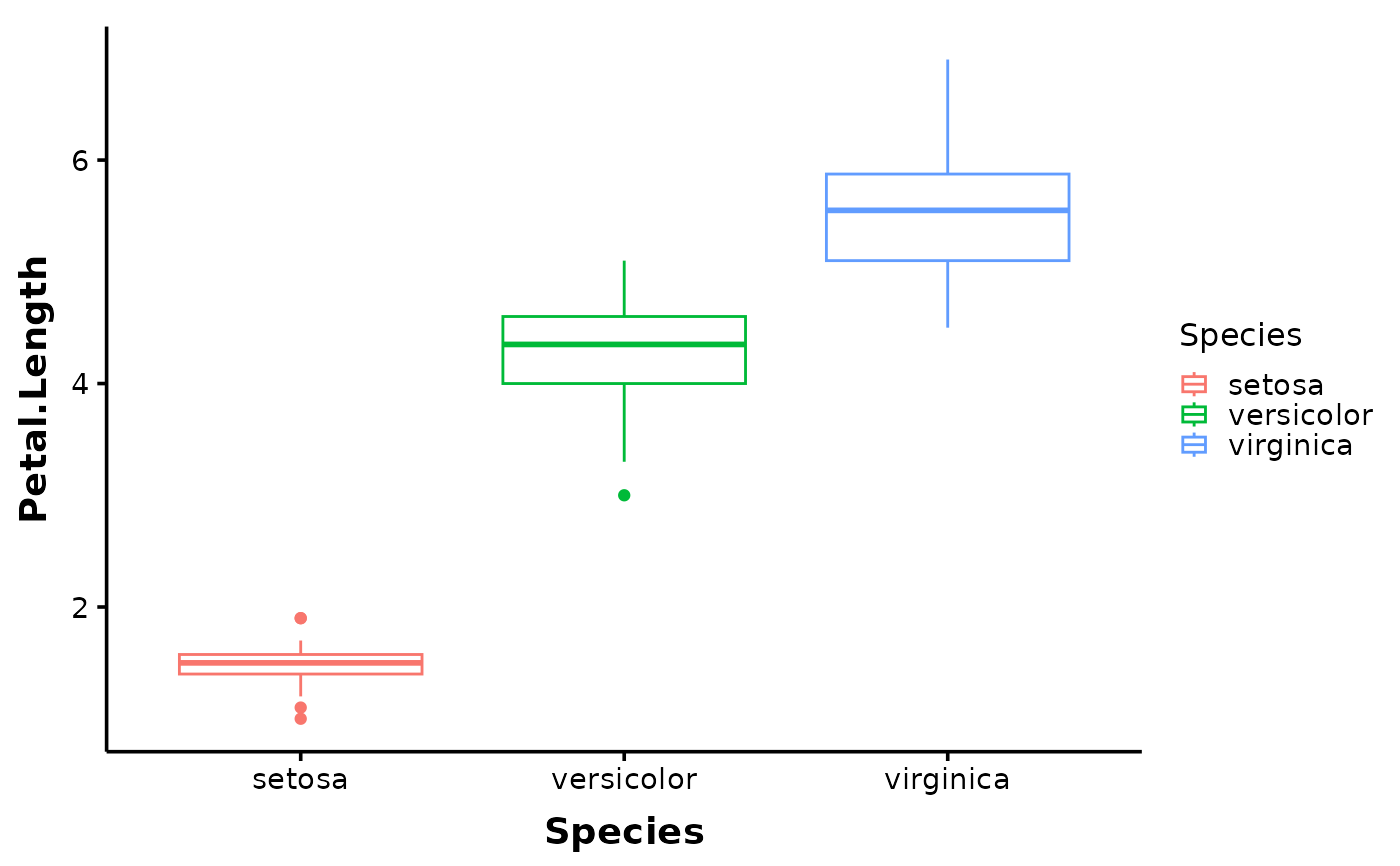 Petal.Length
6
4
2
setosa
versicolor
virginica
Species
Species
setosa
versicolor
virginica